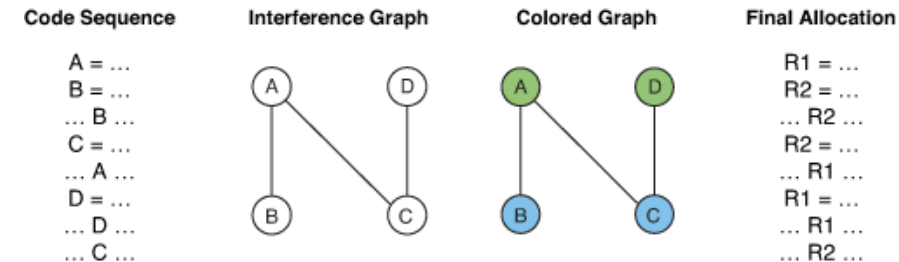 Code Sequence
Interference Graph
Colored Graph
Final Allocation
A = ...
B = ...
... B ...
C = ...
... A ...
D = ...
... D ...
... C ...
A
D
B
C
A
D
B
C
R1 = ...
R2 = ...
... R2 ...
R2 = ...
... R1 ...
R1 = ...
... R1 ...
... R2 ...